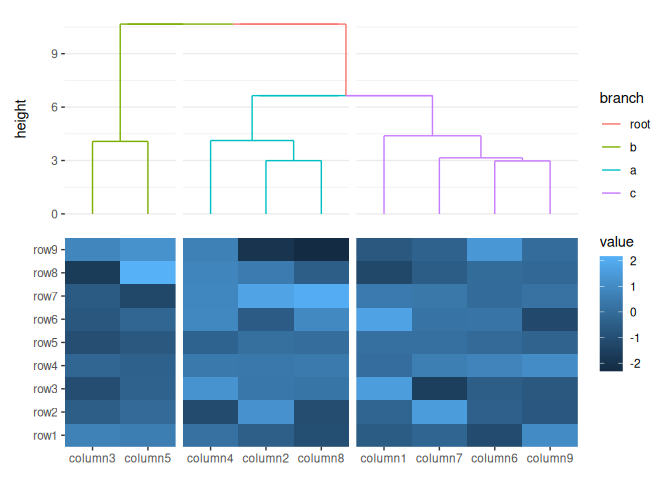 height
9
6
3
0
branch
root
b
a
c
row9
row8
row7
row6
row5
row4
row3
row2
row1
value
2
1
0
-1
-2
column3 column5 column4 column2 column8 column1 column7 column6 column9